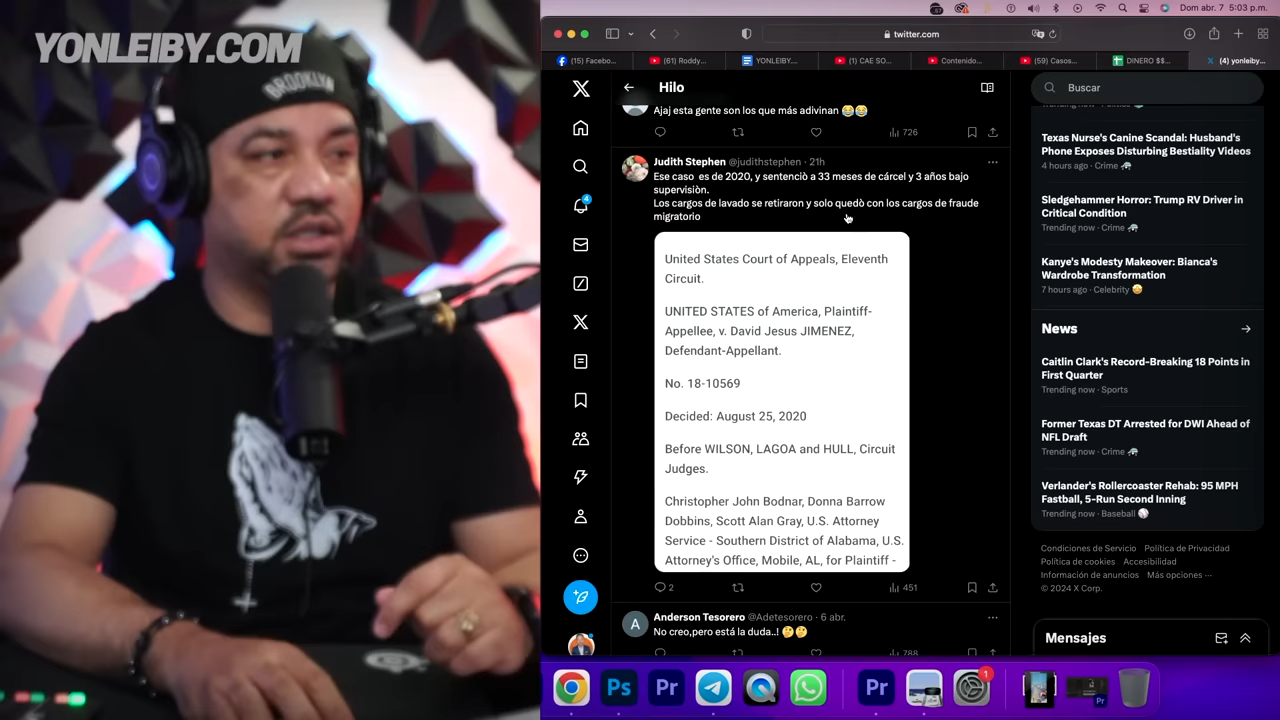 YONLEIBY.COM
BROOKLYN
Dom abr. 7 5:03 p.m.
twitter.com
(15) Facebo...
(61) Roddy...
YONLEIBY...
(1) CAE SO...
Contenido...
(59) Casos...
DINERO $$...
(4) yonleiby...
Hilo
Buscar
Ajaj esta gente son los que más adivinan 😂😂
726
Judith Stephen @judithstephen · 21h
Ese caso es de 2020, y sentenciò a 33 meses de cárcel y 3 años bajo
supervisiòn.
Los cargos de lavado se retiraron y solo quedò con los cargos de fraude
migratorio
United States Court of Appeals, Eleventh
Circuit.
UNITED STATES of America, Plaintiff-
Appellee, v. David Jesus JIMENEZ,
Defendant-Appellant.
No. 18-10569
Decided: August 25, 2020
Before WILSON, LAGOA and HULL, Circuit
Judges.
Christopher John Bodnar, Donna Barrow
Dobbins, Scott Alan Gray, U.S. Attorney
Service - Southern District of Alabama, U.S.
Attorney's Office, Mobile, AL, for Plaintiff -
2
451
A
Anderson Tesorero @Adetesorero · 6 abr.
No creo,pero está la duda..! 🤔🤔
788
4
Texas Nurse's Canine Scandal: Husband's
Phone Exposes Disturbing Bestiality Videos
4 hours ago · Crime 🚓
Sledgehammer Horror: Trump RV Driver in
Critical Condition
Trending now · Crime 🚓
Kanye's Modesty Makeover: Bianca's
Wardrobe Transformation
7 hours ago · Celebrity 🤩
News
Caitlin Clark's Record-Breaking 18 Points in
First Quarter
Trending now · Sports
Former Texas DT Arrested for DWI Ahead of
NFL Draft
Trending now · Crime 🚓
Verlander's Rollercoaster Rehab: 95 MPH
Fastball, 5-Run Second Inning
Trending now · Baseball ⚾
Condiciones de Servicio Política de Privacidad
Política de cookies Accesibilidad
Información de anuncios Más opciones ···
© 2024 X Corp.
Mensajes
Ps
Pr
Pr
1
Pr